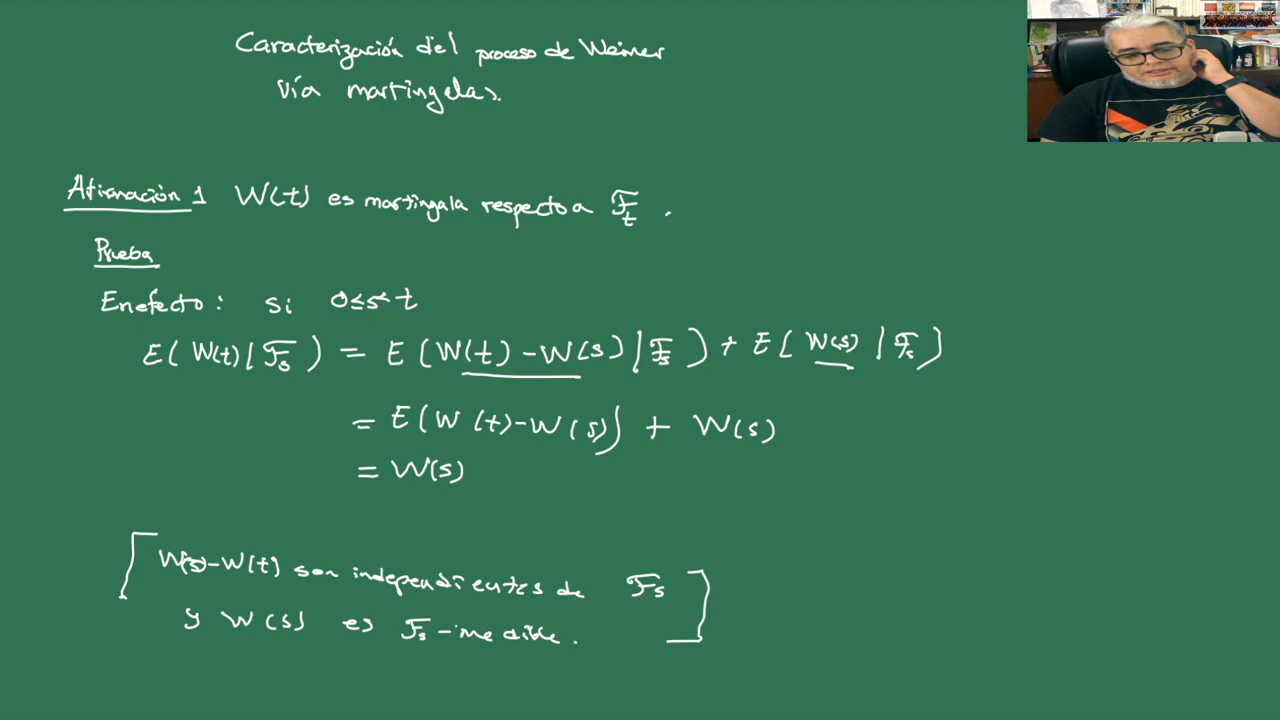 Caracterización del proceso de Weiner
vía martingelas.
Afirmación 1 W(t) es martingala respecto a ℱ_t.
Prueba
En efecto: si 0≤s<t
E(W(t)|ℱ_s) = E(W(t)-W(s)|ℱ_s) + E(W(s)|ℱ_s)
= E(W(t)-W(s)) + W(s)
= W(s)
[W(s)-W(t) son independientes de ℱ_s
y W(s) es ℱ_s-medible.]